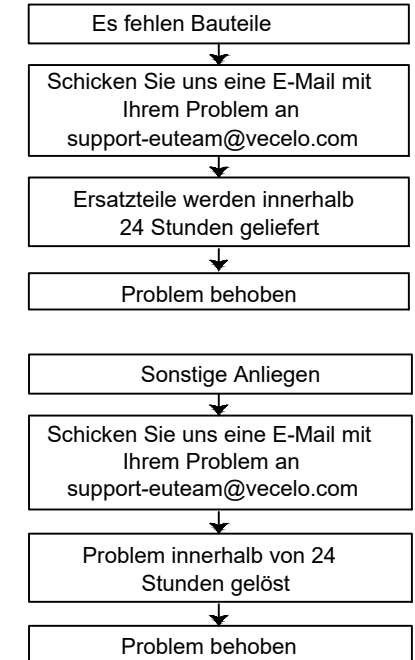 Es fehlen Bauteile
Schicken Sie uns eine E-Mail mit
Ihrem Problem an
support-euteam@vecelo.com
Ersatzteile werden innerhalb
24 Stunden geliefert
Problem behoben
Sonstige Anliegen
Schicken Sie uns eine E-Mail mit
Ihrem Problem an
support-euteam@vecelo.com
Problem innerhalb von 24
Stunden gelöst
Problem behoben